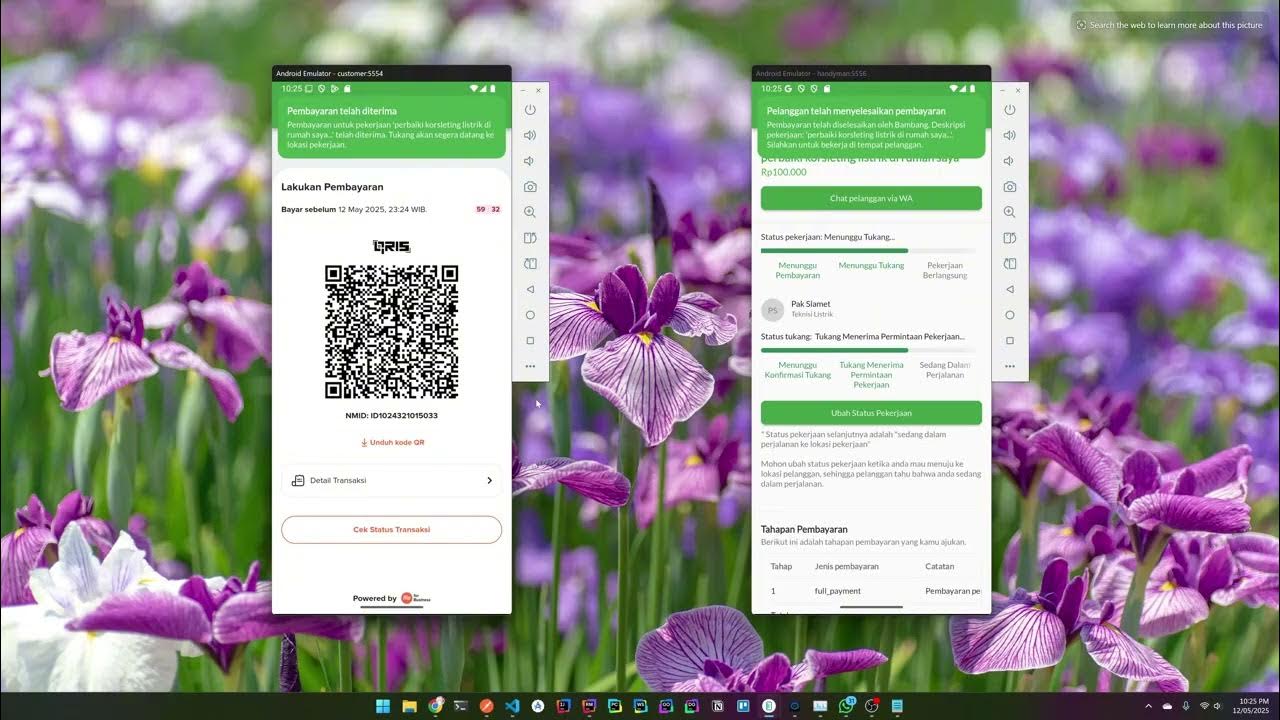 Search the web to learn more about this picture
Android Emulator - customer:5554
10:25
Pembayaran telah diterima
Pembayaran untuk pekerjaan 'perbaiki korsleting listrik di
rumah saya...' telah diterima. Tukang akan segera datang ke
lokasi pekerjaan.
Lakukan Pembayaran
Bayar sebelum 12 May 2025, 23:24 WIB.
59 : 32
QRIS
NMID: ID1024321015033
Unduh kode QR
Detail Transaksi
Cek Status Transaksi
Powered by
for
Business
Android Emulator - handyman:5556
10:25
Pelanggan telah menyelesaikan pembayaran
Pembayaran telah diselesaikan oleh Bambang. Deskripsi
pekerjaan: 'perbaiki korsleting listrik di rumah saya...'
Silahkan untuk bekerja di tempat pelanggan.
perbaiki korsleting listrik di rumah saya
Rp100.000
Chat pelanggan via WA
Status pekerjaan: Menunggu Tukang...
Menunggu
Pembayaran
Menunggu Tukang
Pekerjaan
Berlangsung
PS
Pak Slamet
Teknisi Listrik
Status tukang: Tukang Menerima Permintaan Pekerjaan...
Menunggu
Konfirmasi Tukang
Tukang Menerima
Permintaan
Pekerjaan
Sedang Dalam
Perjalanan
Ubah Status Pekerjaan
* Status pekerjaan selanjutnya adalah "sedang dalam
perjalanan ke lokasi pekerjaan"
Mohon ubah status pekerjaan ketika anda mau menuju ke
lokasi pelanggan, sehingga pelanggan tahu bahwa anda sedang
dalam perjalanan.
Tahapan Pembayaran
Berikut ini adalah tahapan pembayaran yang kamu ajukan.
Tahap Jenis pembayaran Catatan
1 full_payment Pembayaran pe
10:25 PM
12/05/2025